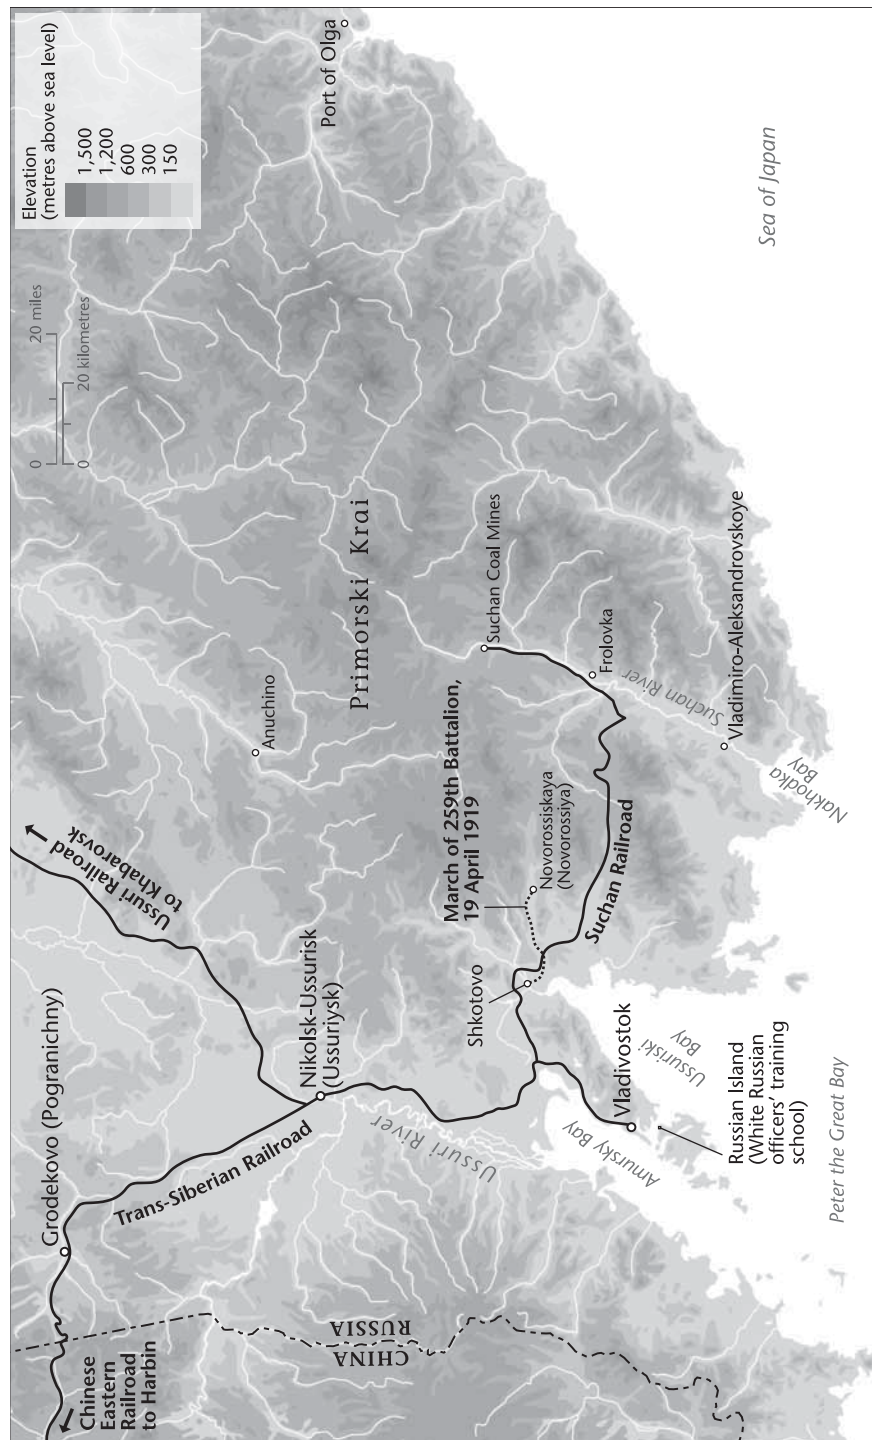 Chinese
Eastern
Railroad
to Harbin
Grodekovo (Pogranichny)
Ussuri Railroad
to Khabarovsk
0
20 miles
0
20 kilometres
Elevation
(metres above sea level)
1,500
1,200
600
300
150
Trans-Siberian Railroad
Nikolsk-Ussurisk
(Ussuriysk)
Anuchino
Primorski Krai
Port of Olga
CHINA
RUSSIA
Ussuri River
March of 259th Battalion,
19 April 1919
Shkotovo
Novorossiskaya
(Novorossiya)
Suchan Coal Mines
Suchan Railroad
Frolovka
Suchan River
Vladivostok
Amursky Bay
Ussuriski
Bay
Russian Island
(White Russian
officers' training
school)
Vladimiro-Aleksandrovskoye
Nakhodka
Bay
Peter the Great Bay
Sea of Japan